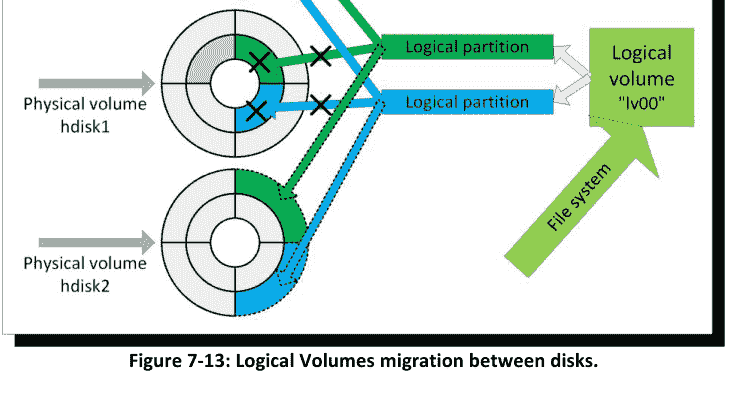 Logical partition
Logical
volume
"lv00"
Physical volume
hdisk1
Logical partition
File system
Physical volume
hdisk2
Figure 7-13: Logical Volumes migration between disks.